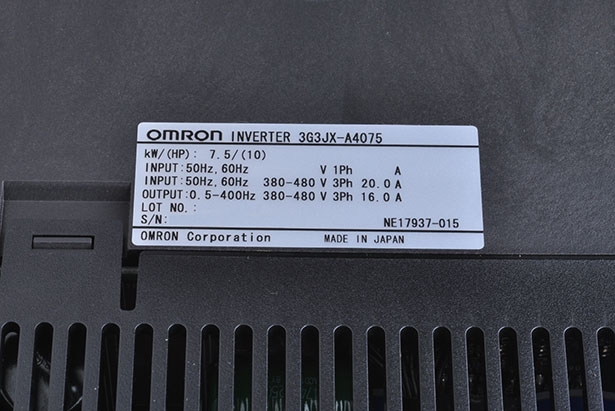 OMRON INVERTER 3G3JX-A4075
kW/(HP): 7.5/(10)
INPUT:50Hz,60Hz V 1Ph A
INPUT:50Hz,60Hz 380-480 V 3Ph 20.0 A
OUTPUT:0.5-400Hz 380-480 V 3Ph 16.0 A
LOT NO.:
S/N: NE17937-015
OMRON Corporation MADE IN JAPAN